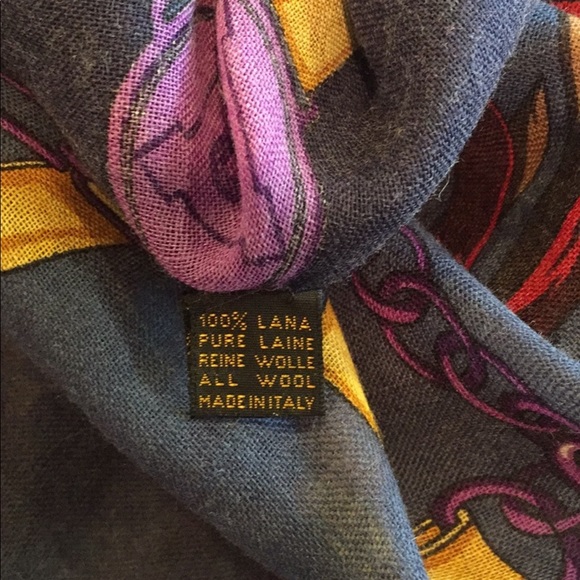 100% LANA
PURE LAINE
REINE WOLLE
ALL WOOL
MADEINITALY